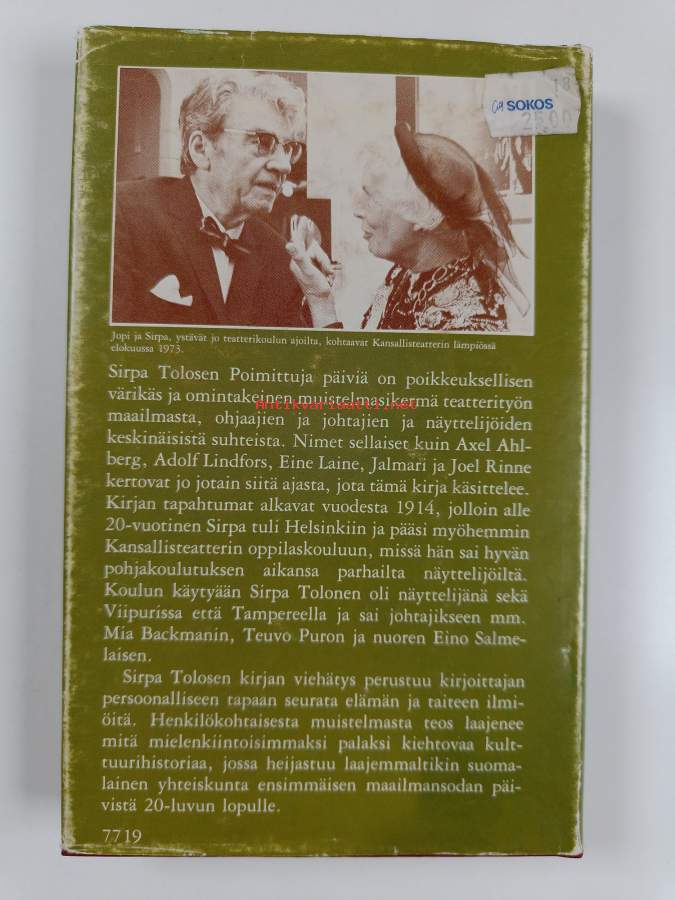 18
SOKOS
2500
Jopi ja Sirpa, ystävät jo teatterikoulun ajoilta, kohtaavat Kansallisteatterin lämpiössä
elokuussa 1973.
Sirpa Tolosen Poimittuja päiviä on poikkeuksellisen
värikäs ja omintakeinen muistelmasikermä teatterityön
Antikvariaatti.net
maailmasta, ohjaajien ja johtajien ja näyttelijöiden
keskinäisistä suhteista. Nimet sellaiset kuin Axel Ahl-
berg, Adolf Lindfors, Eine Laine, Jalmari ja Joel Rinne
kertovat jo jotain siitä ajasta, jota tämä kirja käsittelee.
Kirjan tapahtumat alkavat vuodesta 1914, jolloin alle
20-vuotinen Sirpa tuli Helsinkiin ja pääsi myöhemmin
Kansallisteatterin oppilaskouluun, missä hän sai hyvän
pohjakoulutuksen aikansa parhailta näyttelijöiltä.
Koulun käytyään Sirpa Tolonen oli näyttelijänä sekä
Viipurissa että Tampereella ja sai johtajikseen mm.
Mia Backmanin, Teuvo Puron ja nuoren Eino Salme-
laisen.
Sirpa Tolosen kirjan viehätys perustuu kirjoittajan
persoonalliseen tapaan seurata elämän ja taiteen ilmi-
öitä. Henkilökohtaisesta muistelmasta teos laajenee
mitä mielenkiintoisimmaksi palaksi kiehtovaa kult-
tuurihistoriaa, jossa heijastuu laajemmaltikin suoma-
lainen yhteiskunta ensimmäisen maailmansodan päi-
vistä 20-luvun lopulle.
7719